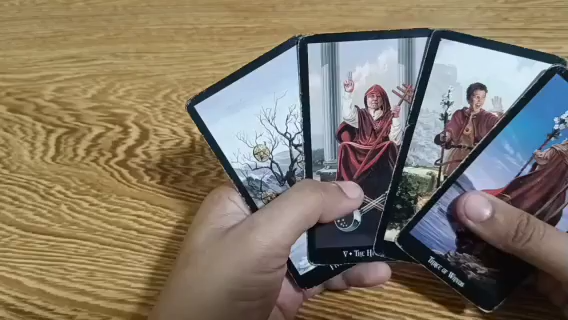 V • The H
Three of Wands